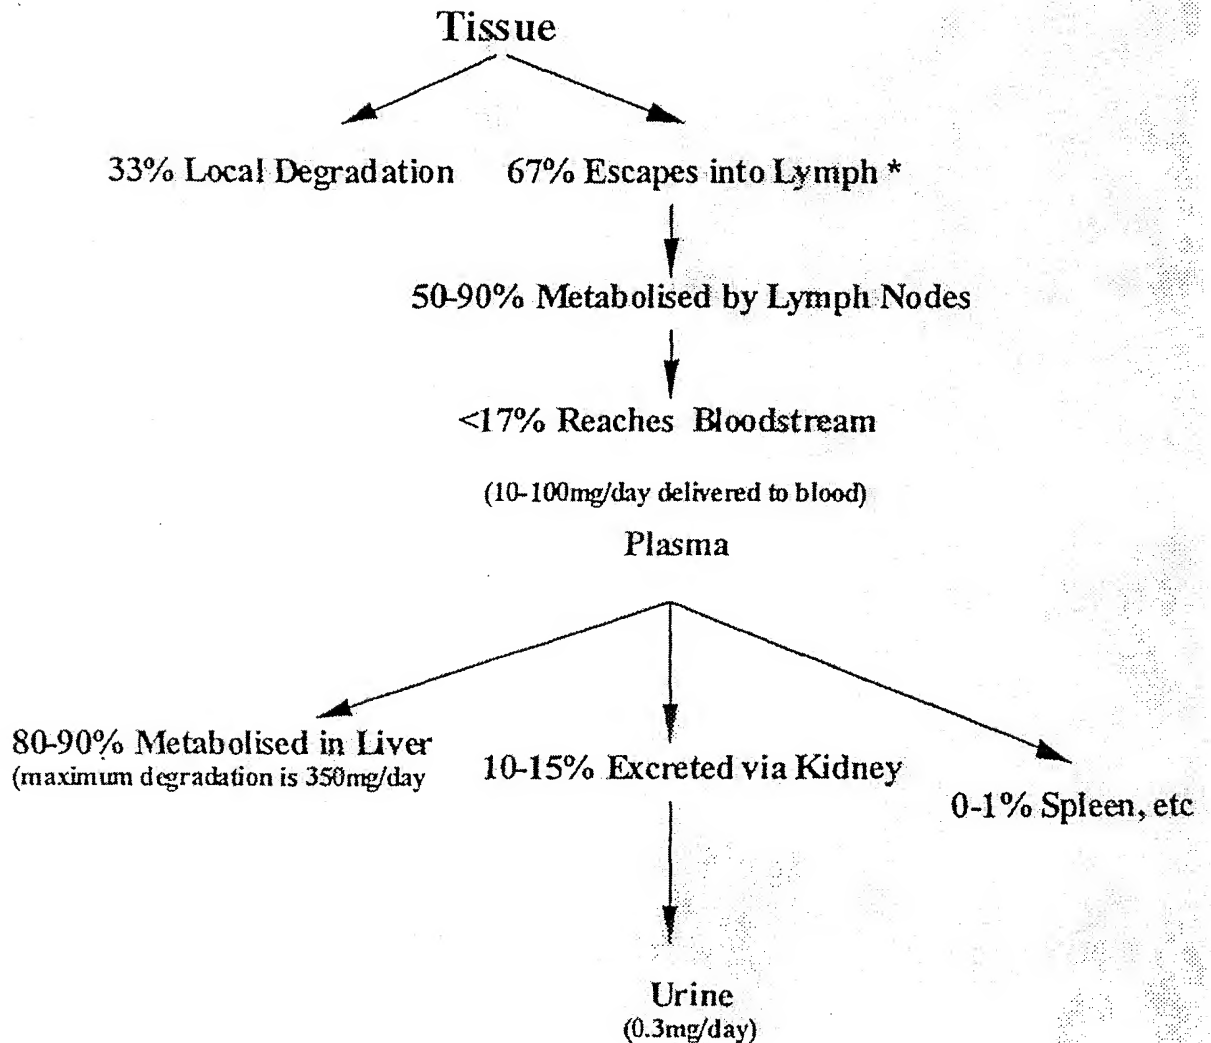 Tissue
33% Local Degradation 67% Escapes into Lymph *
50-90% Metabolised by Lymph Nodes
<17% Reaches Bloodstream
(10-100mg/day delivered to blood)
Plasma
80-90% Metabolised in Liver
(maximum degradation is 350mg/day
10-15% Excreted via Kidney
0-1% Spleen, etc
Urine
(0.3mg/day)